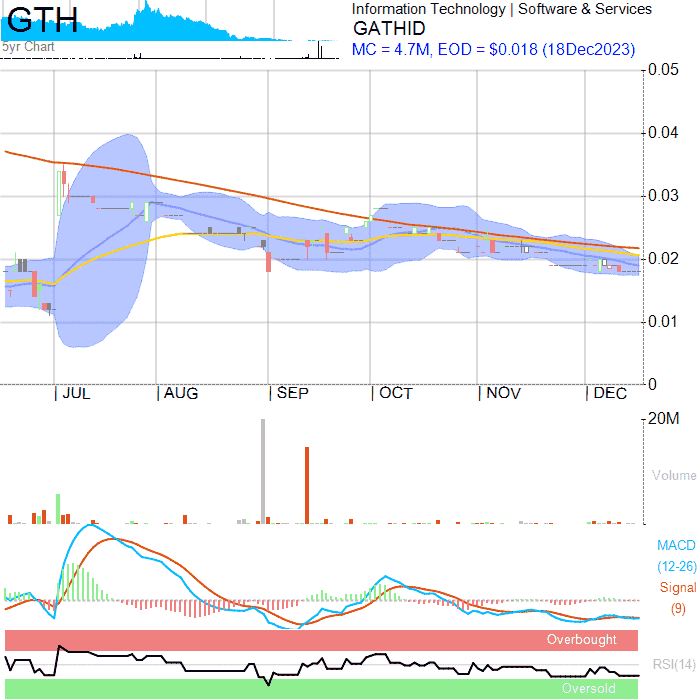 GTH
5yr Chart
Information Technology | Software & Services
GATHID
MC = 4.7M, EOD = $0.018 (18Dec2023)
0.05
0.04
0.03
0.02
0.01
0
JUL
AUG
SEP
OCT
NOV
DEC
20M
Volume
MACD
(12-26)
Signal
(9)
Overbought
RSI(14)
Oversold